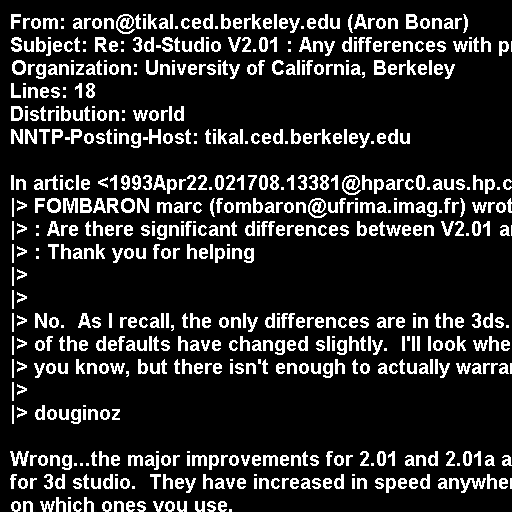 From: aron@tikal.ced.berkeley.edu (Aron Bonar)
Subject: Re: 3d-Studio V2.01 : Any differences with
Organization: University of California, Berkeley
Lines: 18
Distribution: world
NNTP-Posting-Host: tikal.ced.berkeley.edu

In article <1993Apr22.021708.13381@hparc0.aus.hp.c
|> FOMBARON marc (fombaron@ufrima.imag.fr) wrot
|> : Are there significant differences between V2.01
|> : Thank you for helping
|>
|>
|> No.  As I recall, the only differences are in the 3ds.
|> of the defaults have changed slightly.  I'll look whe
|> you know, but there isn't enough to actually warra
|>
|> douginoz

Wrong...the major improvements for 2.01 and 2.01a a
for 3d studio.  They have increased in speed anywhe
on which ones you use.